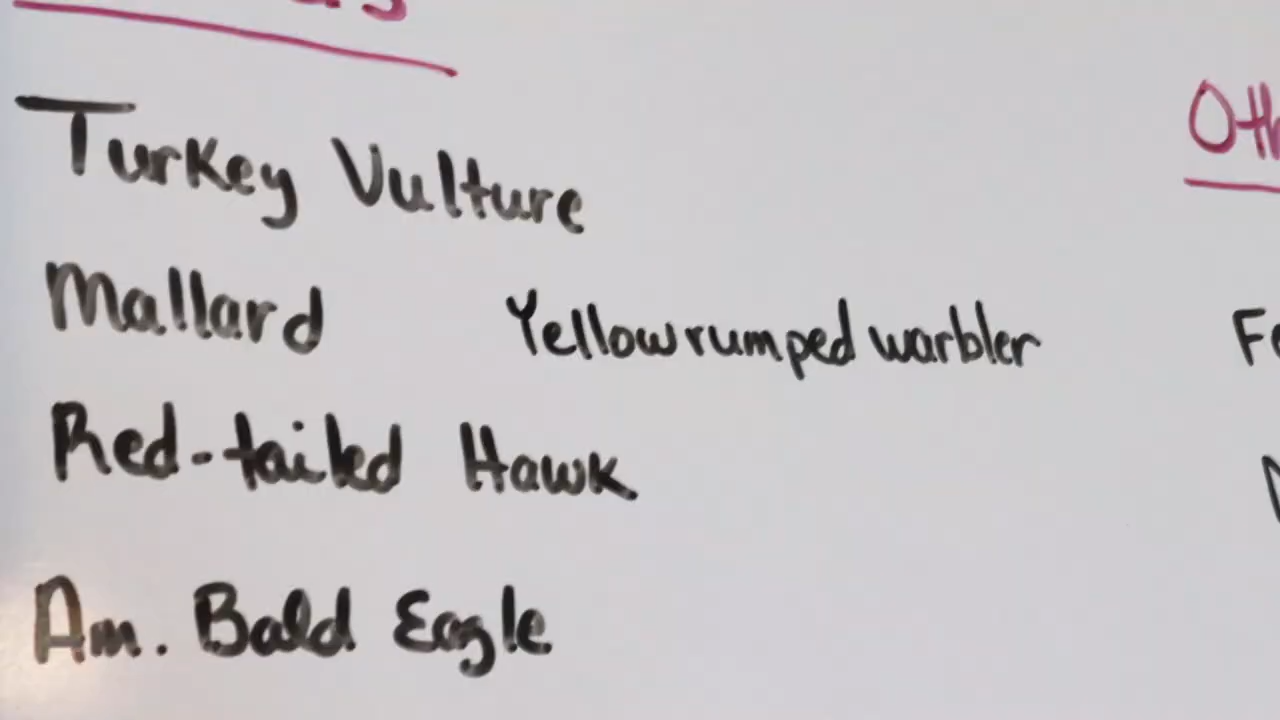 Turkey Vulture
Mallard
Yellowrumped warbler
Red-tailed Hawk
Am. Bald Eagle